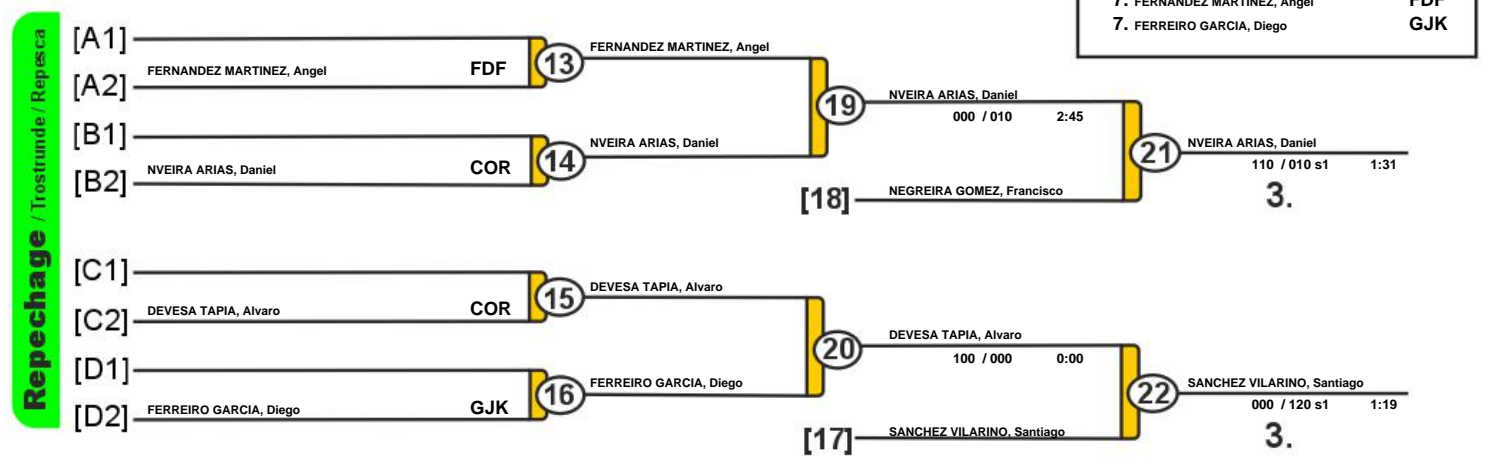 7. FERNANDEZ MARTINEZ, Angel FDF
7. FERREIRO GARCIA, Diego GJK
Repechage / Trostrunde / Repesca
[A1]
FERNANDEZ MARTINEZ, Angel FDF
[A2]
13
FERNANDEZ MARTINEZ, Angel
[B1]
NVEIRA ARIAS, Daniel COR
[B2]
14
NVEIRA ARIAS, Daniel
19
NVEIRA ARIAS, Daniel
000 / 010 2:45
[18]
NEGREIRA GOMEZ, Francisco
21
NVEIRA ARIAS, Daniel
110 / 010 s1 1:31
3.
[C1]
DEVESA TAPIA, Alvaro COR
[C2]
15
DEVESA TAPIA, Alvaro
[D1]
FERREIRO GARCIA, Diego GJK
[D2]
16
FERREIRO GARCIA, Diego
20
DEVESA TAPIA, Alvaro
100 / 000 0:00
[17]
SANCHEZ VILARINO, Santiago
22
SANCHEZ VILARINO, Santiago
000 / 120 s1 1:19
3.